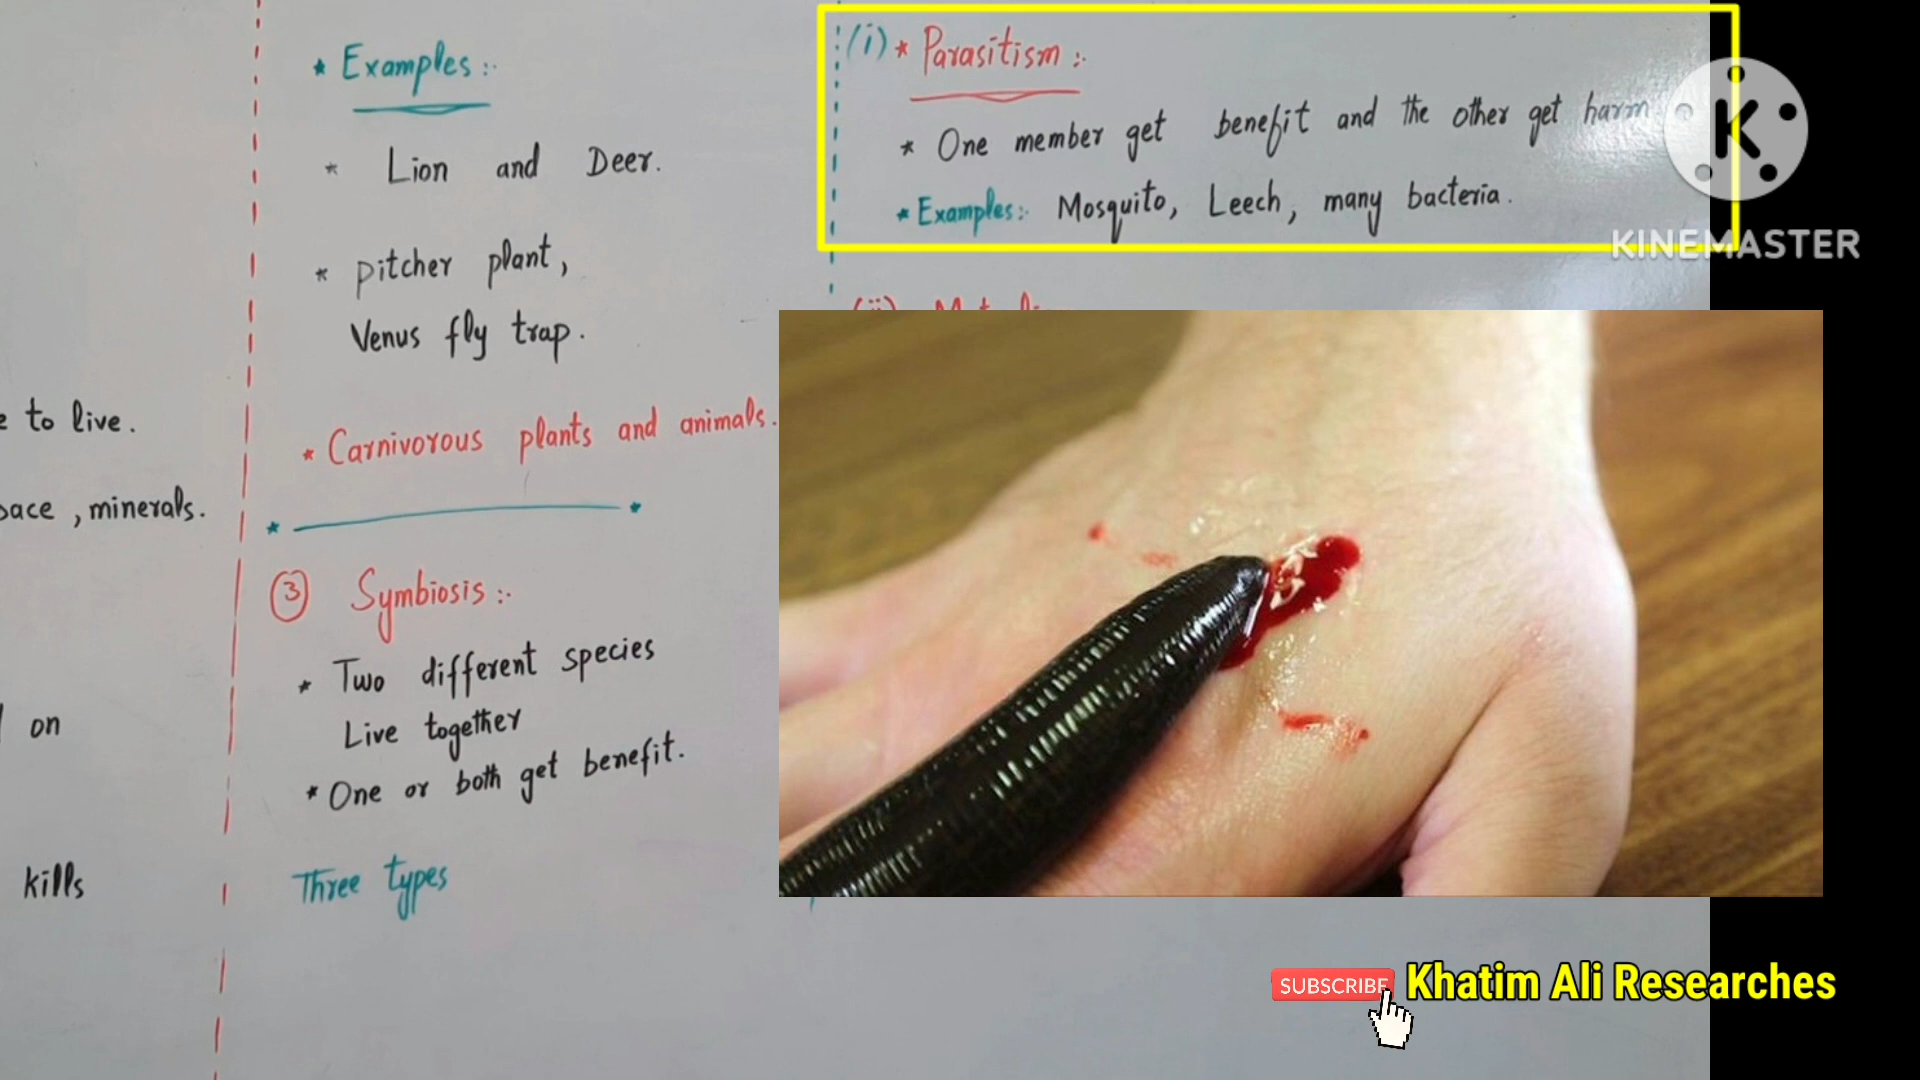 e to live.
pace , minerals.
on
kills
* Examples :-
* Lion and Deer.
* pitcher plant,
Venus fly trap.
* Carnivorous plants and animals.
③ Symbiosis :-
* Two different species
Live together
* One or both get benefit.
Three types
(i) * Parasitism :-
* One member get benefit and the other get harm
* Examples:- Mosquito, Leech, many bacteria.
(ii)
K
KINEMASTER
SUBSCRIBE Khatim Ali Researches